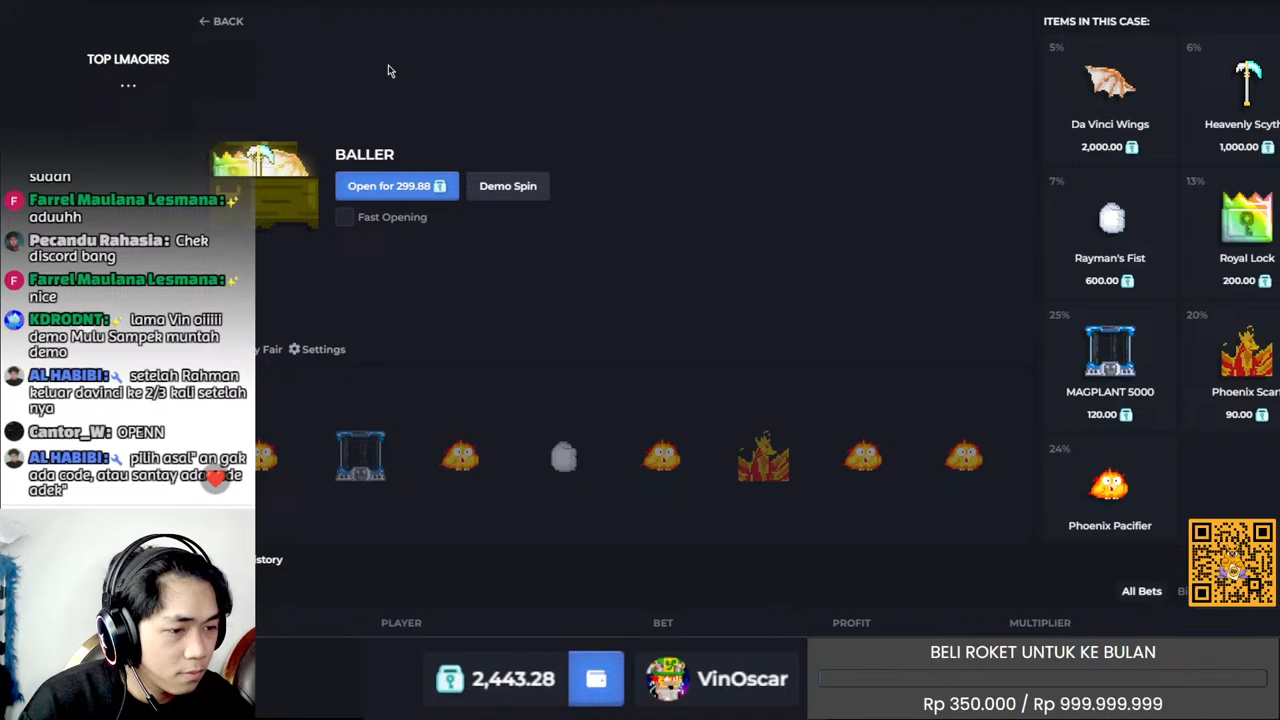 BACK
TOP LMAOERS
...
sudah
Farrel Maulana Lesmana:
aduuhh
Pecandu Rahasia: Chek
discord bang
Farrel Maulana Lesmana:
nice
KDRODNT: lama Vin oiiiii
demo Mulu Sampek muntah
demo
AL HABIBI: setelah Rahman
keluar davinci ke 2/3 kali setelah
nya
Cantor_W: OPENN
AL HABIBI: pilih asal" an gak
ada code, atau santay ada
adek"
BALLER
Open for 299.88
Demo Spin
Fast Opening
y Fair
Settings
istory
ITEMS IN THIS CASE:
5%
Da Vinci Wings
2,000.00
6%
Heavenly Scyth
1,000.00
7%
Rayman's Fist
600.00
13%
Royal Lock
200.00
25%
MAGPLANT 5000
120.00
20%
Phoenix Scar
90.00
24%
Phoenix Pacifier
All Bets
PLAYER
BET
PROFIT
MULTIPLIER
2,443.28
VinOscar
BELI ROKET UNTUK KE BULAN
Rp 350.000 / Rp 999.999.999